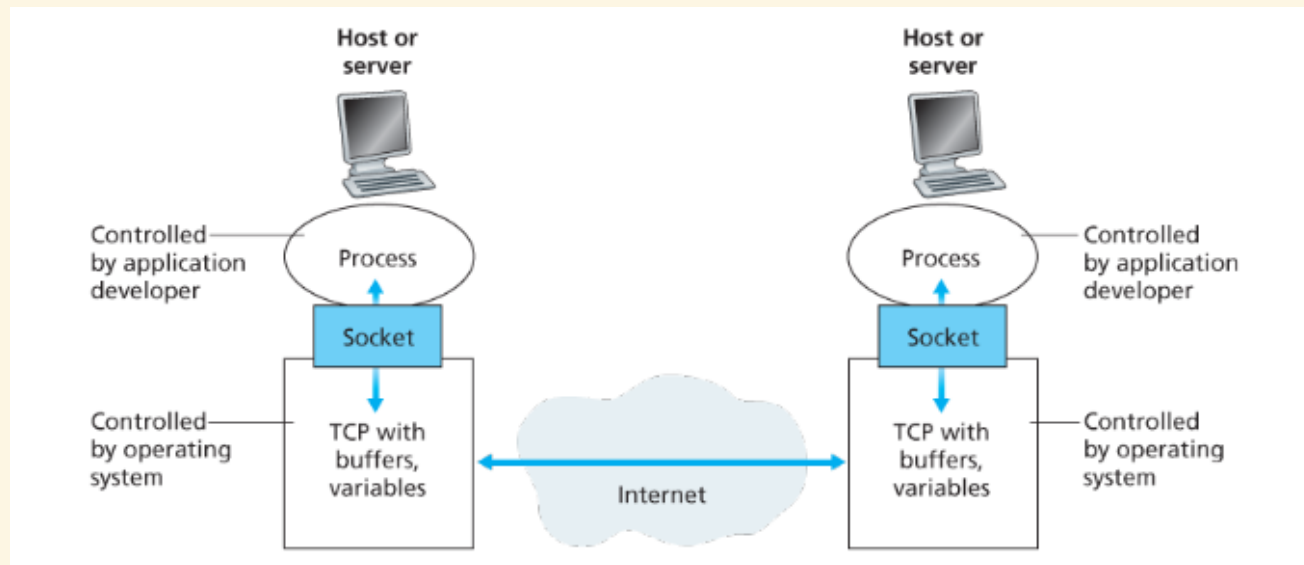 Host or
server
Host or
server
Controlled
by application
developer
Process
Process
Controlled
by application
developer
Socket
Socket
Controlled
by operating
system
TCP with
buffers,
variables
Internet
TCP with
buffers,
variables
Controlled
by operating
system